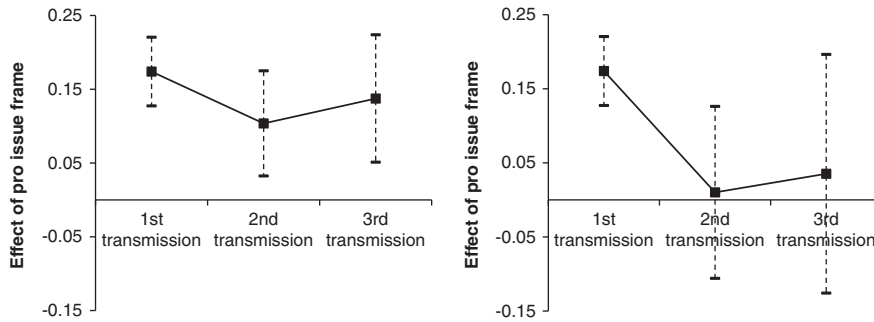 Effect of pro issue frame
0.25
0.15
0.05
-0.05
-0.15
1st
transmission
2nd
transmission
3rd
transmission
Effect of pro issue frame
0.25
0.15
0.05
-0.05
-0.15
1st
transmission
2nd
transmission
3rd
transmission